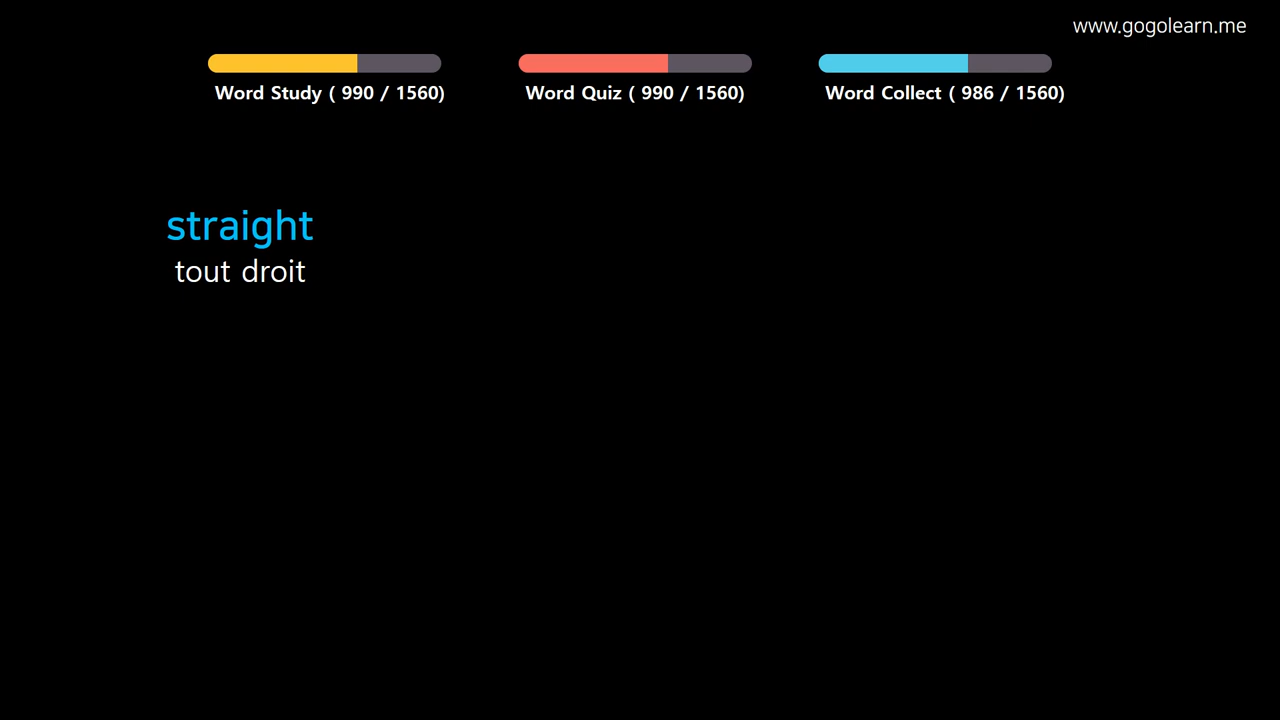 www.gogolearn.me
Word Study ( 990 / 1560)
Word Quiz ( 990 / 1560)
Word Collect ( 986 / 1560)
straight
tout droit